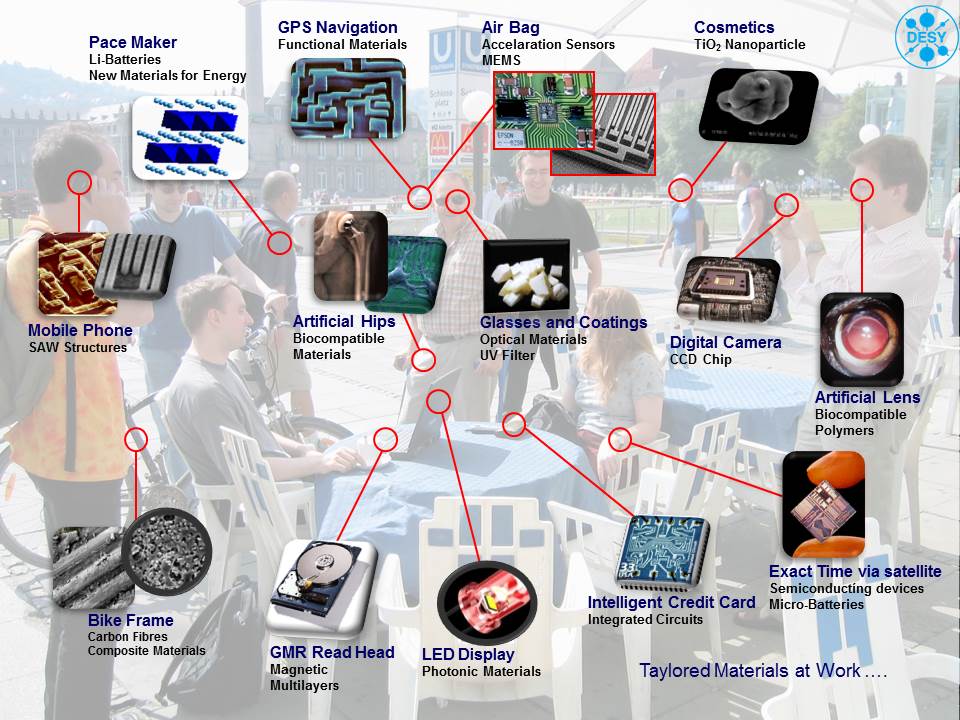 Pace Maker
Li-Batteries
New Materials for Energy
GPS Navigation
Functional Materials
Air Bag
Accelaration Sensors
MEMS
Cosmetics
TiO₂ Nanoparticle
DESY
U
U
EPSON
Mobile Phone
SAW Structures
Artificial Hips
Biocompatible
Materials
Glasses and Coatings
Optical Materials
UV Filter
Digital Camera
CCD Chip
Artificial Lens
Biocompatible
Polymers
Bike Frame
Carbon Fibres
Composite Materials
GMR Read Head
Magnetic
Multilayers
LED Display
Photonic Materials
33
Intelligent Credit Card
Integrated Circuits
Exact Time via satellite
Semiconducting devices
Micro-Batteries
Taylored Materials at Work ….